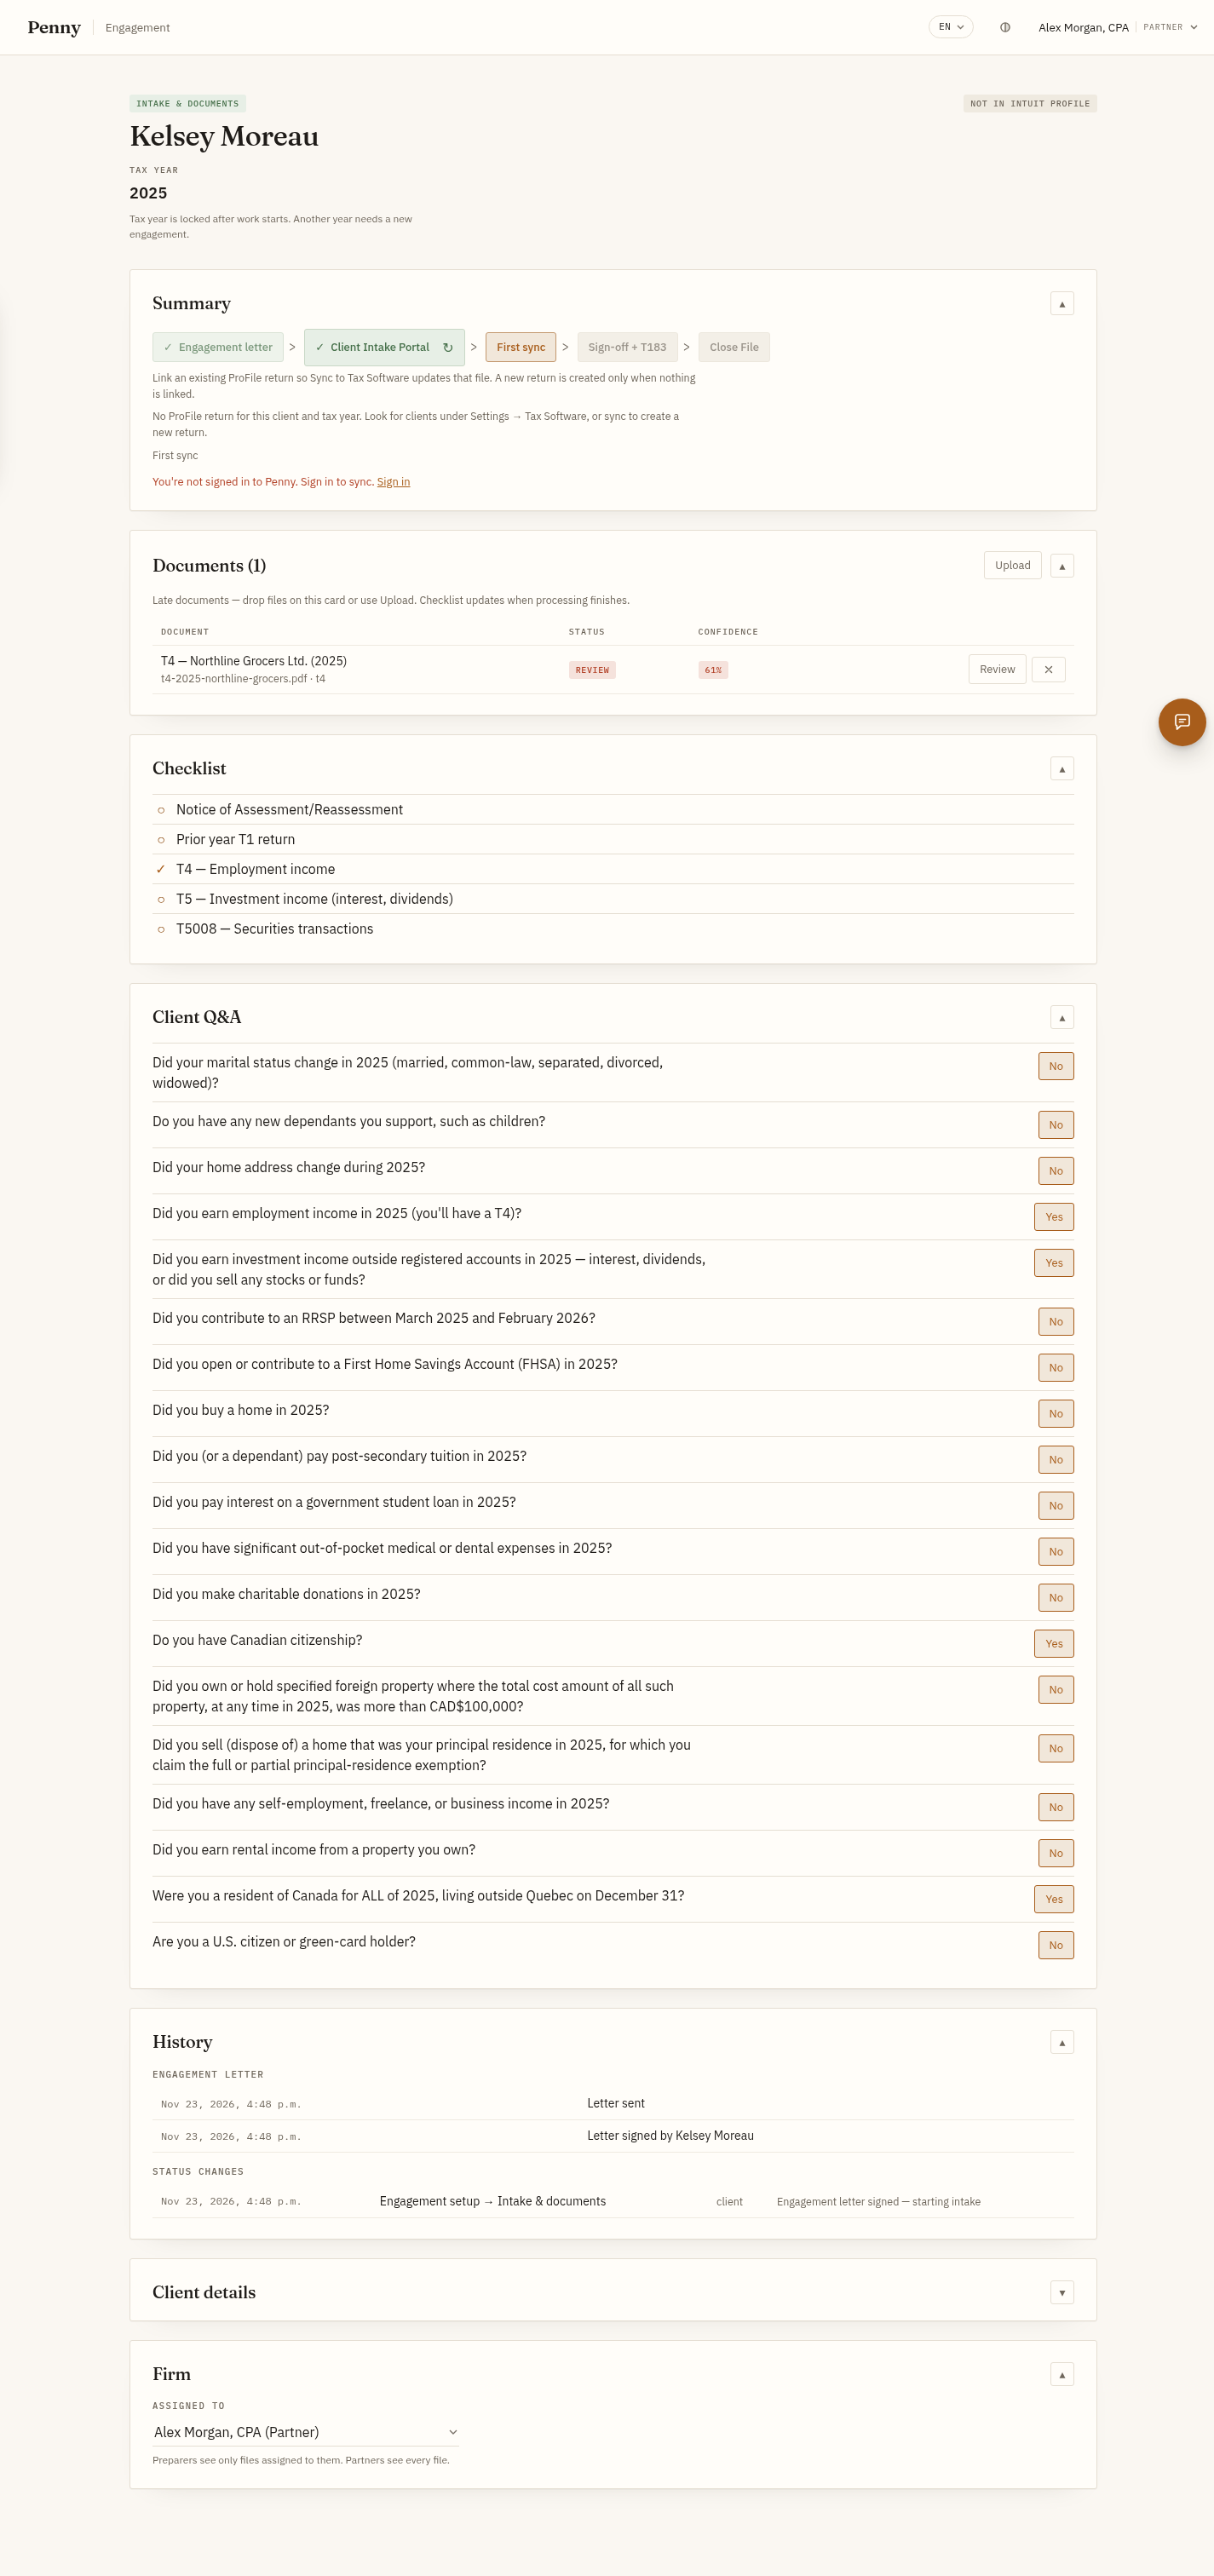 Penny
Engagement
EN
Alex Morgan, CPA
PARTNER
INTAKE & DOCUMENTS
NOT IN INTUIT PROFILE
Kelsey Moreau
TAX YEAR
2025
Tax year is locked after work starts. Another year needs a new
engagement.
Summary
✓ Engagement letter > ✓ Client Intake Portal ↻ > First sync > Sign-off + T183 > Close File
Link an existing ProFile return so Sync to Tax Software updates that file. A new return is created only when nothing
is linked.
No ProFile return for this client and tax year. Look for clients under Settings → Tax Software, or sync to create a
new return.
First sync
You're not signed in to Penny. Sign in to sync. Sign in
Documents (1)
Upload
Late documents — drop files on this card or use Upload. Checklist updates when processing finishes.
DOCUMENT STATUS CONFIDENCE
T4 — Northline Grocers Ltd. (2025)
t4-2025-northline-grocers.pdf · t4
REVIEW
61%
Review
✕
Checklist
○ Notice of Assessment/Reassessment
○ Prior year T1 return
✓ T4 — Employment income
○ T5 — Investment income (interest, dividends)
○ T5008 — Securities transactions
Client Q&A
Did your marital status change in 2025 (married, common-law, separated, divorced,
widowed)?
No
Do you have any new dependants you support, such as children?
No
Did your home address change during 2025?
No
Did you earn employment income in 2025 (you'll have a T4)?
Yes
Did you earn investment income outside registered accounts in 2025 — interest, dividends,
or did you sell any stocks or funds?
Yes
Did you contribute to an RRSP between March 2025 and February 2026?
No
Did you open or contribute to a First Home Savings Account (FHSA) in 2025?
No
Did you buy a home in 2025?
No
Did you (or a dependant) pay post-secondary tuition in 2025?
No
Did you pay interest on a government student loan in 2025?
No
Did you have significant out-of-pocket medical or dental expenses in 2025?
No
Did you make charitable donations in 2025?
No
Do you have Canadian citizenship?
Yes
Did you own or hold specified foreign property where the total cost amount of all such
property, at any time in 2025, was more than CAD$100,000?
No
Did you sell (dispose of) a home that was your principal residence in 2025, for which you
claim the full or partial principal-residence exemption?
No
Did you have any self-employment, freelance, or business income in 2025?
No
Did you earn rental income from a property you own?
No
Were you a resident of Canada for ALL of 2025, living outside Quebec on December 31?
Yes
Are you a U.S. citizen or green-card holder?
No
History
ENGAGEMENT LETTER
Nov 23, 2026, 4:48 p.m. Letter sent
Nov 23, 2026, 4:48 p.m. Letter signed by Kelsey Moreau
STATUS CHANGES
Nov 23, 2026, 4:48 p.m. Engagement setup → Intake & documents client Engagement letter signed — starting intake
Client details
Firm
ASSIGNED TO
Alex Morgan, CPA (Partner)
Preparers see only files assigned to them. Partners see every file.